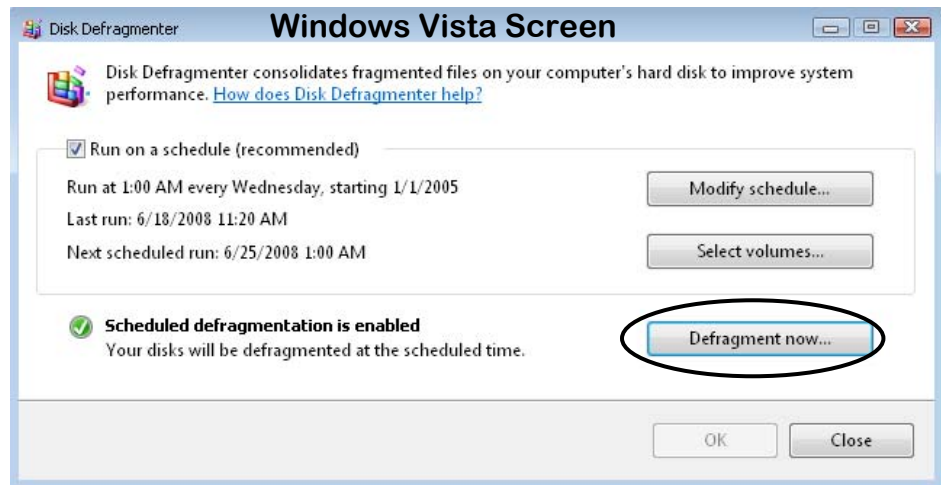 Disk Defragmenter
Windows Vista Screen
Disk Defragmenter consolidates fragmented files on your computer's hard disk to improve system
performance. How does Disk Defragmenter help?
Run on a schedule (recommended)
Run at 1:00 AM every Wednesday, starting 1/1/2005
Modify schedule...
Last run: 6/18/2008 11:20 AM
Next scheduled run: 6/25/2008 1:00 AM
Select volumes...
Scheduled defragmentation is enabled
Your disks will be defragmented at the scheduled time.
Defragment now...
OK
Close